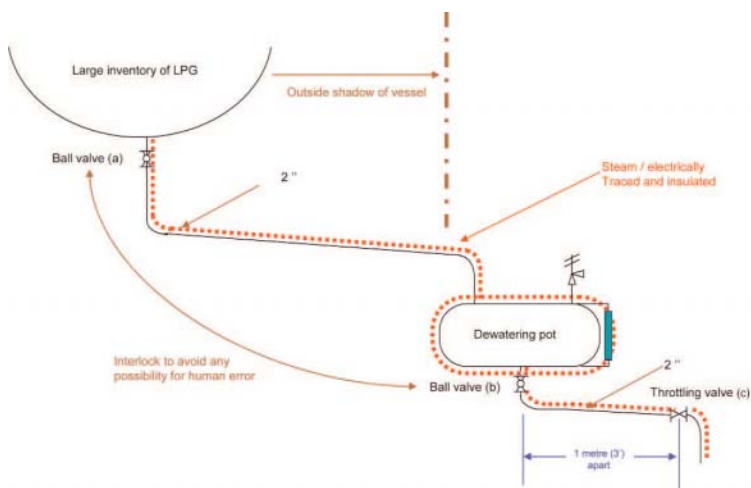 Large inventory of LPG
Outside shadow of vessel
Ball valve (a)
2 "
Steam / electrically
Traced and insulated
Dewatering pot
Interlock to avoid any
possibility for human error
Ball valve (b)
2 "
Throttling valve (c)
1 metre (3')
apart